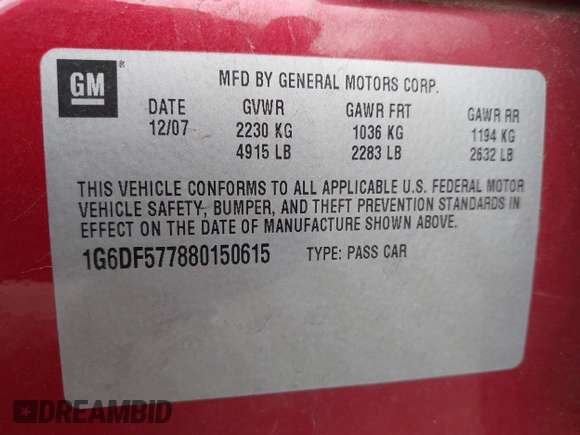 GM ®
MFD BY GENERAL MOTORS CORP.
DATE GVWR GAWR FRT GAWR RR
12/07 2230 KG 1036 KG 1194 KG
4915 LB 2283 LB 2632 LB
THIS VEHICLE CONFORMS TO ALL APPLICABLE U.S. FEDERAL MOTOR
VEHICLE SAFETY, BUMPER, AND THEFT PREVENTION STANDARDS IN
EFFECT ON THE DATE OF MANUFACTURE SHOWN ABOVE.
1G6DF577880150615 TYPE: PASS CAR
DREAMBID